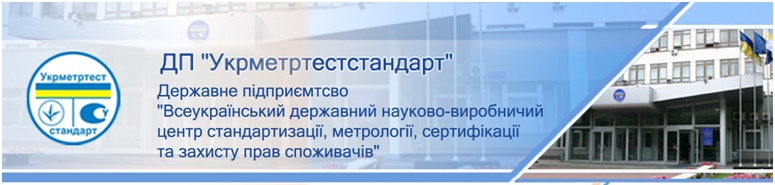 ДП "Укрметртестстандарт"
Укрметртест
стандарт
Державне підприємтсво
"Всеукраїнський державний науково-виробничий
центр стандартизації, метрології, сертифікації
та захисту прав споживачів"